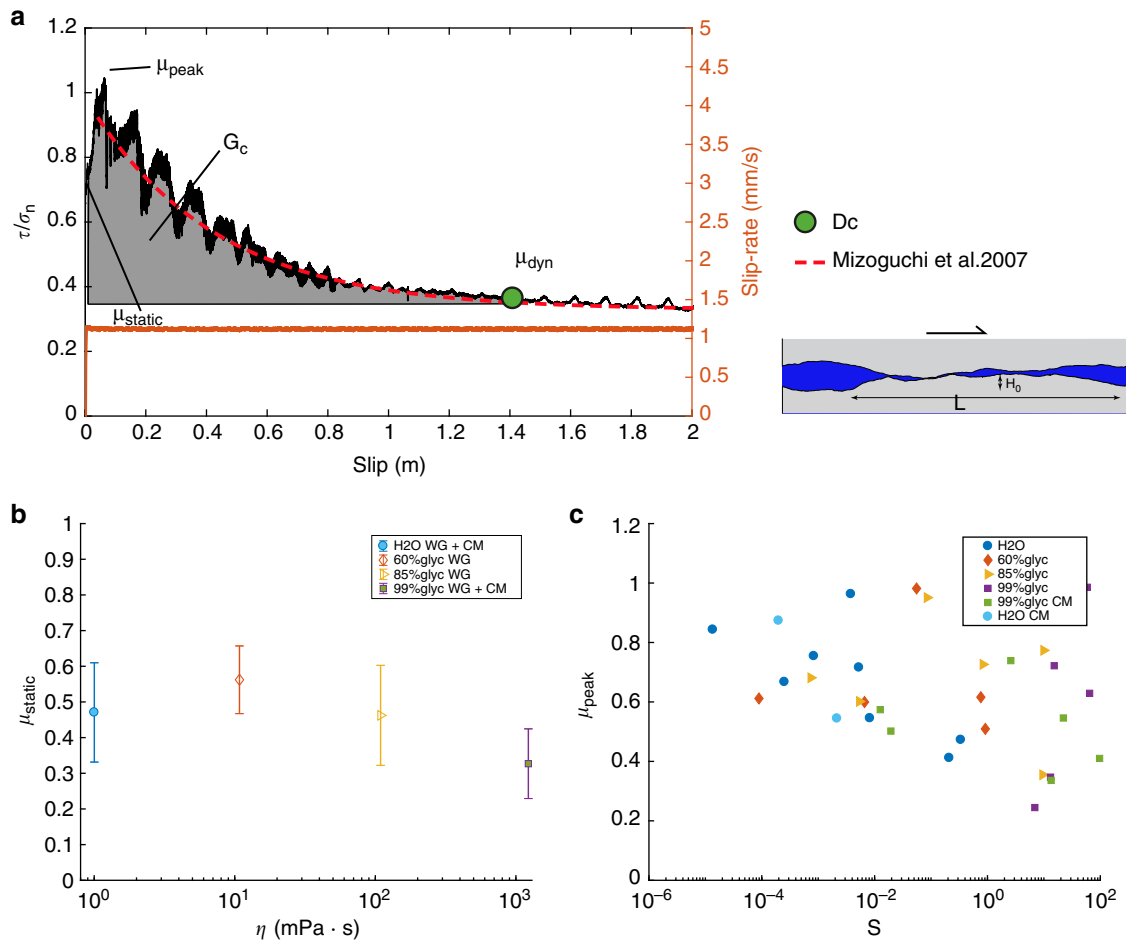 a
1.2
1
0.8
0.6
0.4
0.2
0
τ/σn
μpeak
Gc
μstatic
μdyn
5
4.5
4
3.5
3
2.5
2
1.5
1
0.5
0
Slip-rate (mm/s)
0 0.2 0.4 0.6 0.8 1 1.2 1.4 1.6 1.8 2
Slip (m)
Dc
Mizoguchi et al.2007
H0
L
b
1
0.9
0.8
0.7
0.6
0.5
0.4
0.3
0.2
0.1
0
μstatic
H2O WG + CM
60%glyc WG
85%glyc WG
99%glyc WG + CM
10^0 10^1 10^2 10^3
η (mPa · s)
c
1.2
1
0.8
0.6
0.4
0.2
0
μpeak
H2O
60%glyc
85%glyc
99%glyc
99%glyc CM
H2O CM
10^−6 10^−4 10^−2 10^0 10^2
S